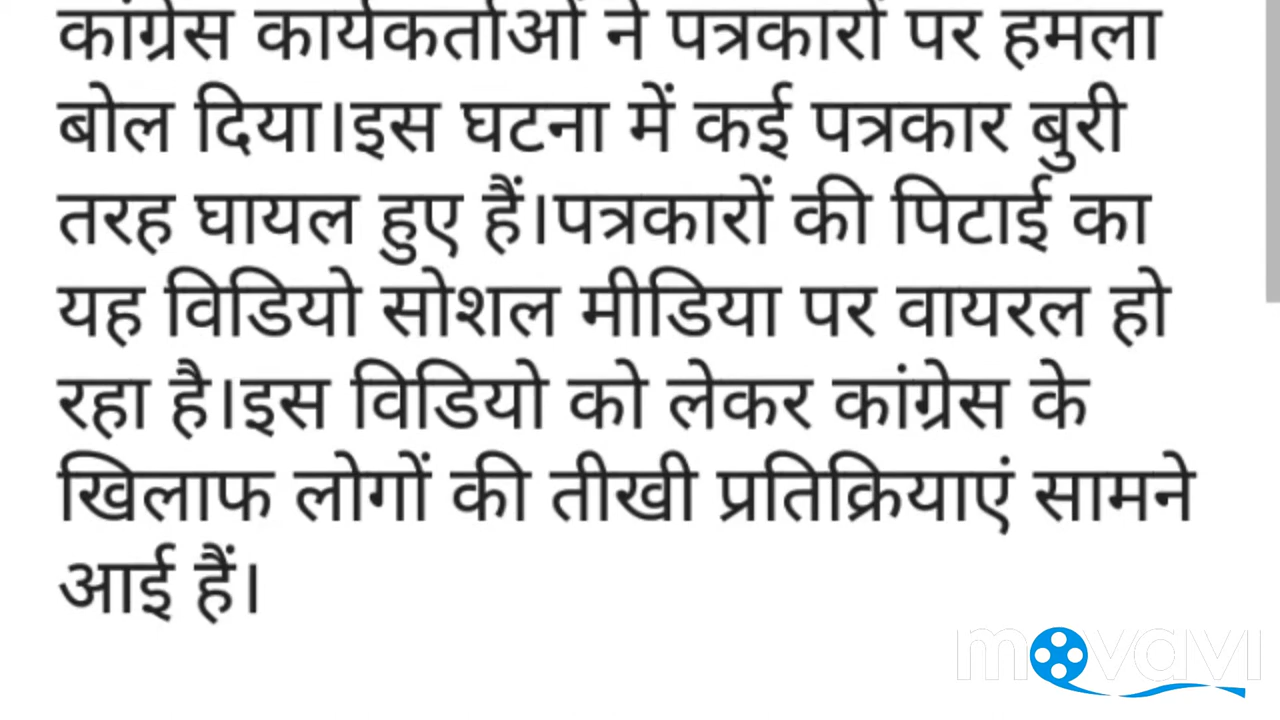 कांग्रेस कार्यकर्ताओं ने पत्रकारों पर हमला
बोल दिया।इस घटना में कई पत्रकार बुरी
तरह घायल हुए हैं।पत्रकारों की पिटाई का
यह विडियो सोशल मीडिया पर वायरल हो
रहा है।इस विडियो को लेकर कांग्रेस के
खिलाफ लोगों की तीखी प्रतिक्रियाएं सामने
आई हैं।
movavi